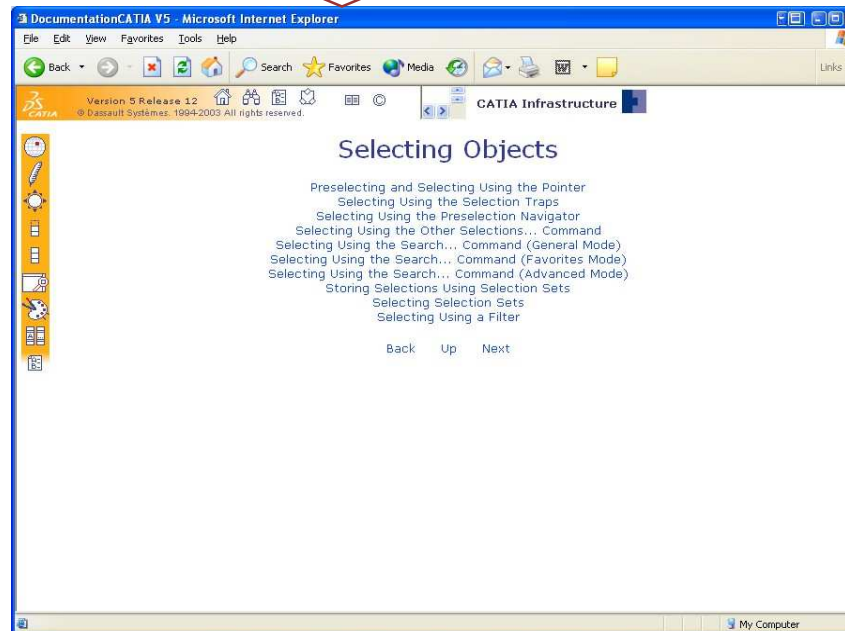 DocumentationCATIA V5 - Microsoft Internet Explorer
File Edit View Favorites Tools Help
Back Search Favorites Media Links
CATIA Version 5 Release 12
© Dassault Systèmes. 1994-2003 All rights reserved.
CATIA Infrastructure
Selecting Objects
Preselecting and Selecting Using the Pointer
Selecting Using the Selection Traps
Selecting Using the Preselection Navigator
Selecting Using the Other Selections... Command
Selecting Using the Search... Command (General Mode)
Selecting Using the Search... Command (Favorites Mode)
Selecting Using the Search... Command (Advanced Mode)
Storing Selections Using Selection Sets
Selecting Selection Sets
Selecting Using a Filter
Back Up Next
My Computer